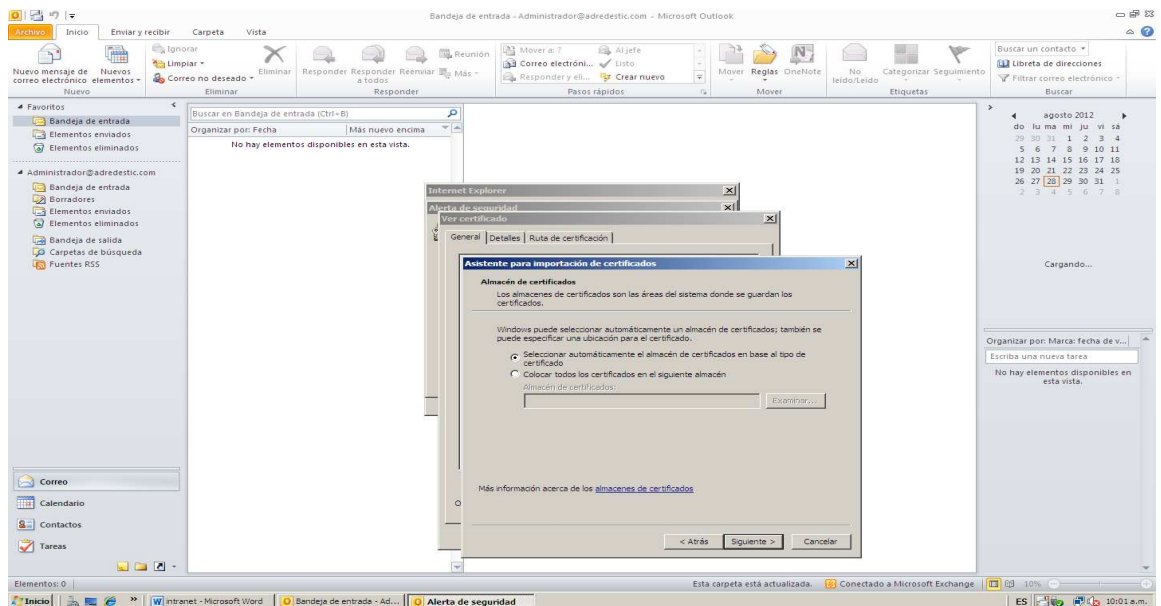 Bandeja de entrada - Administrador@adredestic.com - Microsoft Outlook
Archivo Inicio Enviar y recibir Carpeta Vista
Nuevo mensaje de correo electrónico
Nuevos elementos
Nuevo
Ignorar
Limpiar
Correo no deseado
Eliminar
Eliminar
Responder
Responder a todos
Reenviar
Reunión
Más
Responder
Mover a: ?
Correo electróni...
Responder y eli...
Al jefe
Listo
Crear nuevo
Pasos rápidos
Mover
Reglas
OneNote
Mover
No leído/Leído
Categorizar
Seguimiento
Etiquetas
Buscar un contacto
Libreta de direcciones
Filtrar correo electrónico
Buscar
Favoritos
Bandeja de entrada
Elementos enviados
Elementos eliminados
Administrador@adredestic.com
Bandeja de entrada
Borradores
Elementos enviados
Elementos eliminados
Bandeja de salida
Carpetas de búsqueda
Fuentes RSS
Correo
Calendario
Contactos
Tareas
Buscar en Bandeja de entrada (Ctrl+B)
Organizar por: Fecha Más nuevo encima
No hay elementos disponibles en esta vista.
Internet Explorer
Alerta de seguridad
Ver certificado
General Detalles Ruta de certificación
Asistente para importación de certificados
Almacén de certificados
Los almacenes de certificados son las áreas del sistema donde se guardan los
certificados.
Windows puede seleccionar automáticamente un almacén de certificados; también se
puede especificar una ubicación para el certificado.
Seleccionar automáticamente el almacén de certificados en base al tipo de
certificado
Colocar todos los certificados en el siguiente almacén
Almacén de certificados:
Examinar...
Más información acerca de los almacenes de certificados
< Atrás Siguiente > Cancelar
agosto 2012
do lu ma mi ju vi sá
29 30 31 1 2 3 4
5 6 7 8 9 10 11
12 13 14 15 16 17 18
19 20 21 22 23 24 25
26 27 28 29 30 31 1
2 3 4 5 6 7 8
Cargando...
Organizar por: Marca: fecha de v...
Escriba una nueva tarea
No hay elementos disponibles en
esta vista.
Elementos: 0
Esta carpeta está actualizada. Conectado a Microsoft Exchange 10%
Inicio intranet - Microsoft Word Bandeja de entrada - Ad... Alerta de seguridad ES 10:01 a.m.